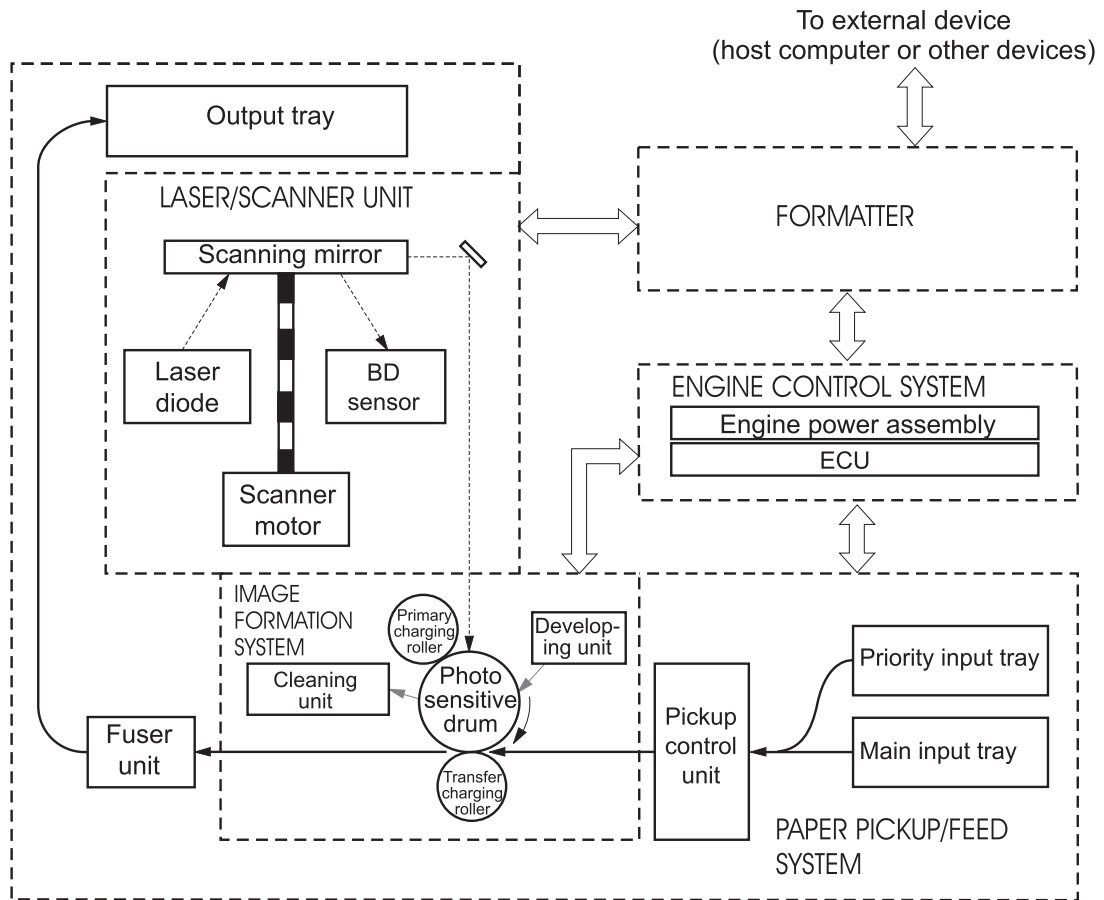 To external device
(host computer or other devices)
Output tray
LASER/SCANNER UNIT
FORMATTER
Scanning mirror
Laser
diode
BD
sensor
ENGINE CONTROL SYSTEM
Engine power assembly
ECU
Scanner
motor
IMAGE
FORMATION
SYSTEM
Primary
charging
roller
Develop-
ing unit
Cleaning
unit
Photo
sensitive
drum
Priority input tray
Pickup
control
unit
Main input tray
Fuser
unit
Transfer
charging
roller
PAPER PICKUP/FEED
SYSTEM